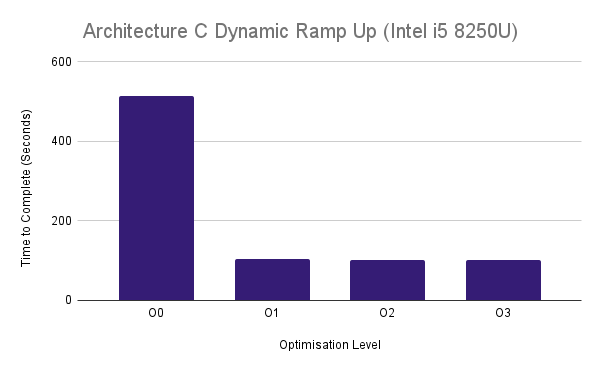 Architecture C Dynamic Ramp Up (Intel i5 8250U)
600
400
200
0
Time to Complete (Seconds)
O0
O1
O2
O3
Optimisation Level